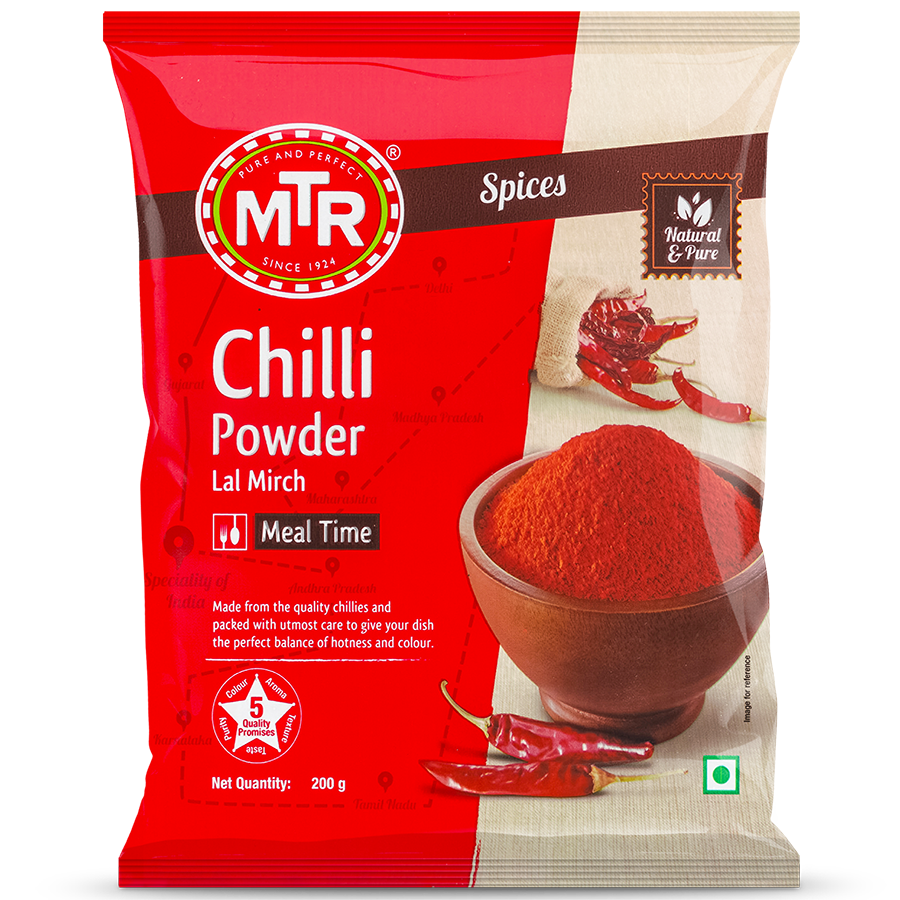 PURE AND PERFECT
MTR
®
SINCE 1924
Spices
Natural
& Pure
Delhi
Chilli
Powder
Lal Mirch
Gujarat
Madhya Pradesh
Maharashtra
Meal Time
Speciality of
India
Andhra Pradesh
Made from the quality chillies and
packed with utmost care to give your dish
the perfect balance of hotness and colour.
Colour
Aroma
Texture
Taste
Purity
5
Quality
Promises
Karnataka
Net Quantity: 200 g
Tamil Nadu
Image for reference